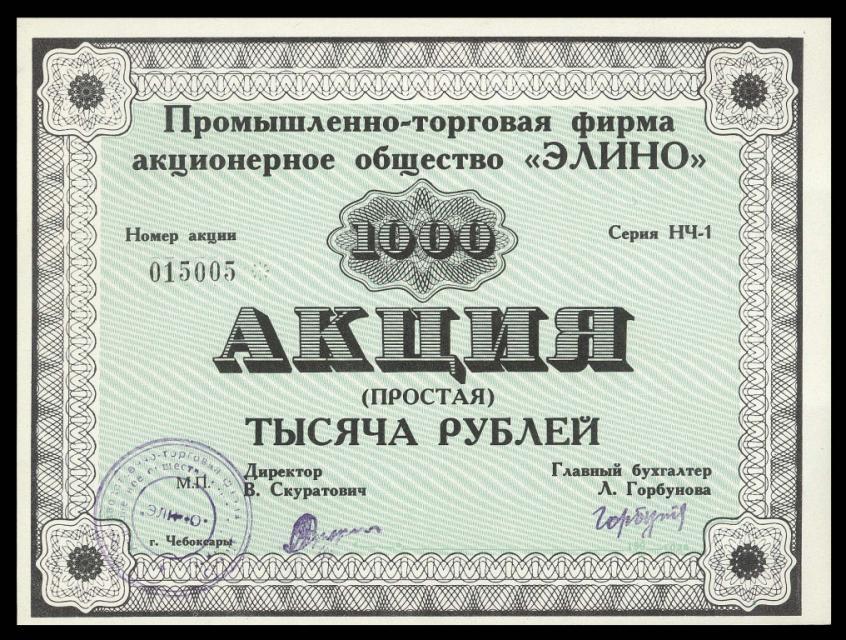 Промышленно-торговая фирма
акционерное общество «ЭЛИНО»
1000
Номер акции
Серия НЧ-1
015005
АКЦИЯ
(ПРОСТАЯ)
ТЫСЯЧА РУБЛЕЙ
Директор
В. Скуратович
Главный бухгалтер
Л. Горбунова
М.П.
«ЭЛИНО»
г. Чебоксары